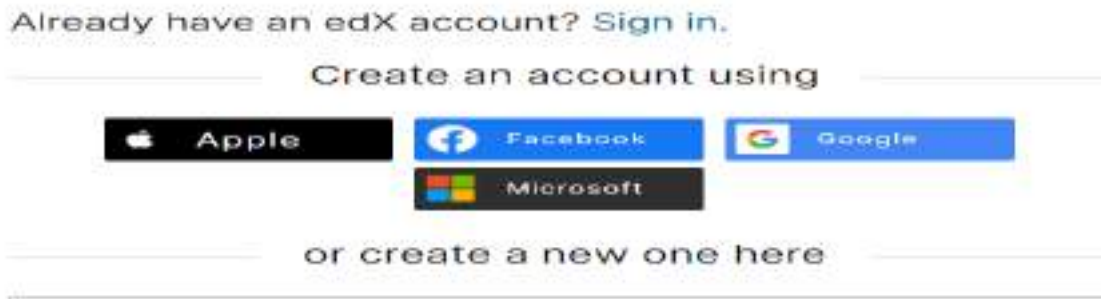 Already have an edX account? Sign in.
Create an account using
Apple Facebook Google
Microsoft
or create a new one here